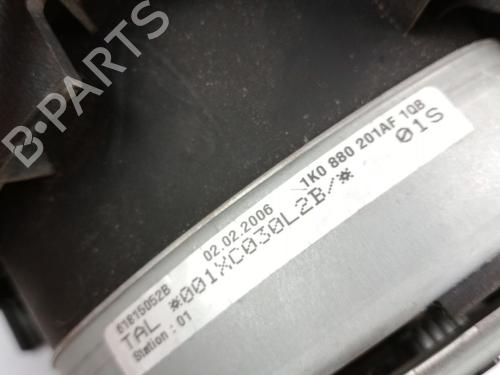 B-PARTS
61815052B 02.02.2006 1K0 880 201AF 1QB
TAL *001XC030L2B/* 01S
Station : 01